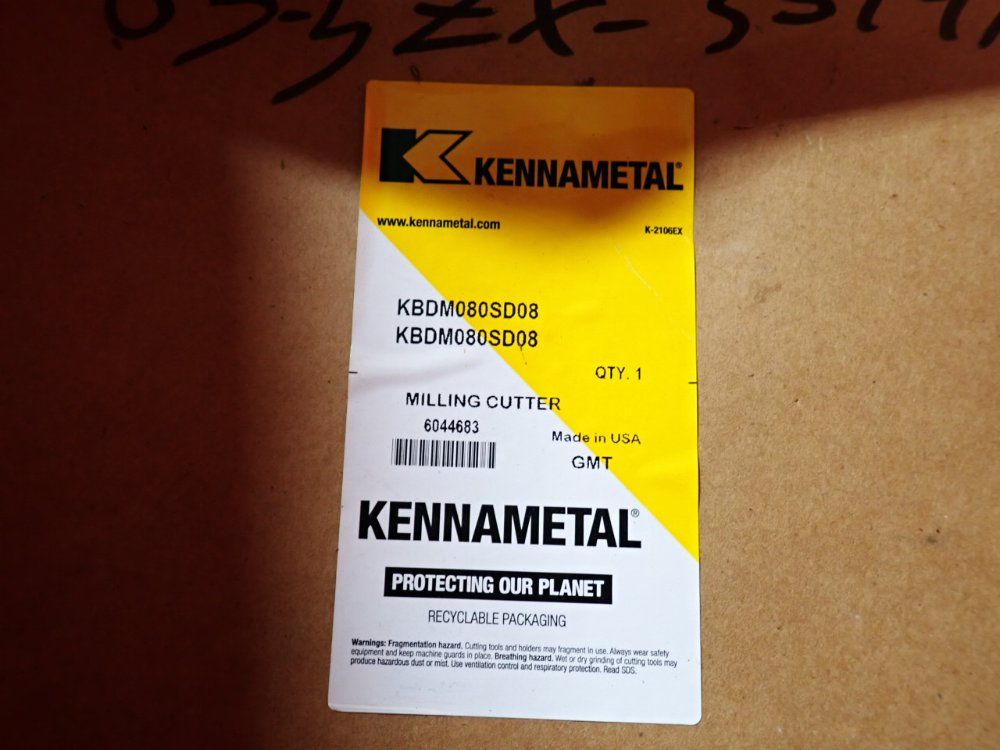 KENNAMETAL®
www.kennametal.com
K-2106EX
KBDM080SD08
KBDM080SD08
QTY. 1
MILLING CUTTER
6044683
Made in USA
GMT
KENNAMETAL®
PROTECTING OUR PLANET
RECYCLABLE PACKAGING
Warnings: Fragmentation hazard. Cutting tools and holders may fragment in use. Always wear safety
equipment and keep machine guards in place. Breathing hazard. Wet or dry grinding of cutting tools may
produce hazardous dust or mist. Use ventilation control and respiratory protection. Read SDS.